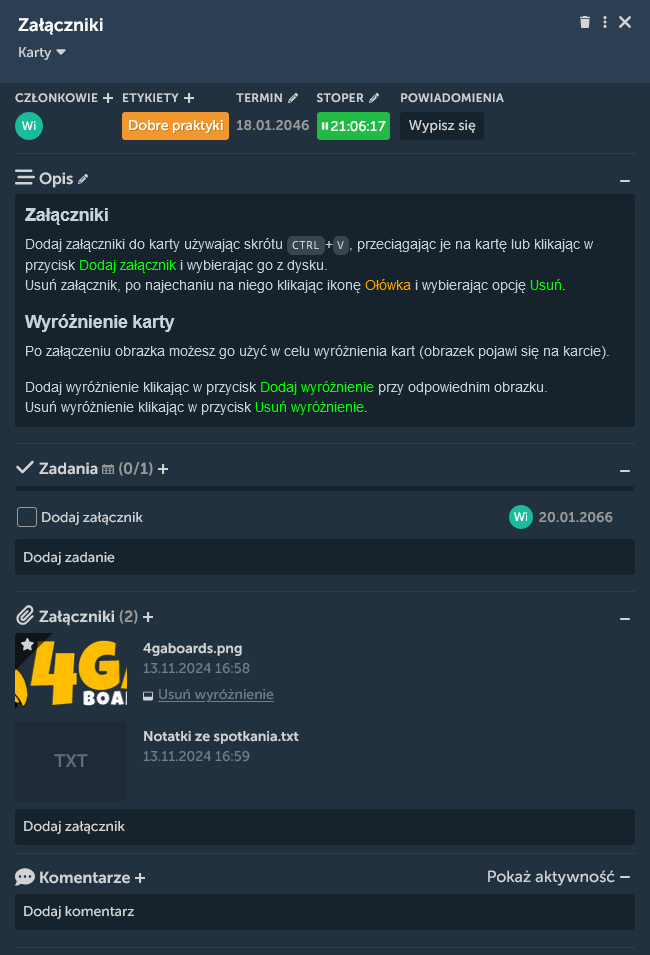 Załączniki
Karty
CZŁONKOWIE
ETYKIETY
TERMIN
STOPER
POWIADOMIENIA
Wi
Dobre praktyki
18.01.2046
21:06:17
Wypisz się
Opis
Załączniki
Dodaj załączniki do karty używając skrótu CTRL+V, przeciągając je na kartę lub klikając w
przycisk Dodaj załącznik i wybierając go z dysku.
Usuń załącznik, po najechaniu na niego klikając ikonę Ołówka i wybierając opcję Usuń.
Wyróżnienie karty
Po załączeniu obrazka możesz go użyć w celu wyróżnienia kart (obrazek pojawi się na karcie).
Dodaj wyróżnienie klikając w przycisk Dodaj wyróżnienie przy odpowiednim obrazku.
Usuń wyróżnienie klikając w przycisk Usuń wyróżnienie.
Zadania (0/1)
Dodaj załącznik
Wi 20.01.2066
Dodaj zadanie
Załączniki (2)
4GA
BOAR
4gaboards.png
13.11.2024 16:58
Usuń wyróżnienie
TXT
Notatki ze spotkania.txt
13.11.2024 16:59
Dodaj załącznik
Komentarze
Pokaż aktywność
Dodaj komentarz